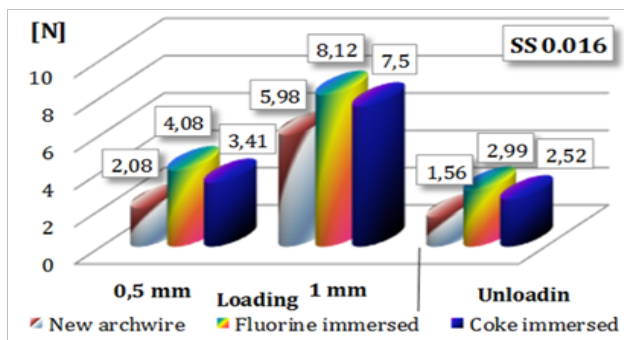 [N]
SS 0.016
10
8
6
4
2
0
2,08
4,08
3,41
5,98
8,12
7,5
1,56
2,99
2,52
0,5 mm
Loading
1 mm
Unloadin
New archwire
Fluorine immersed
Coke immersed